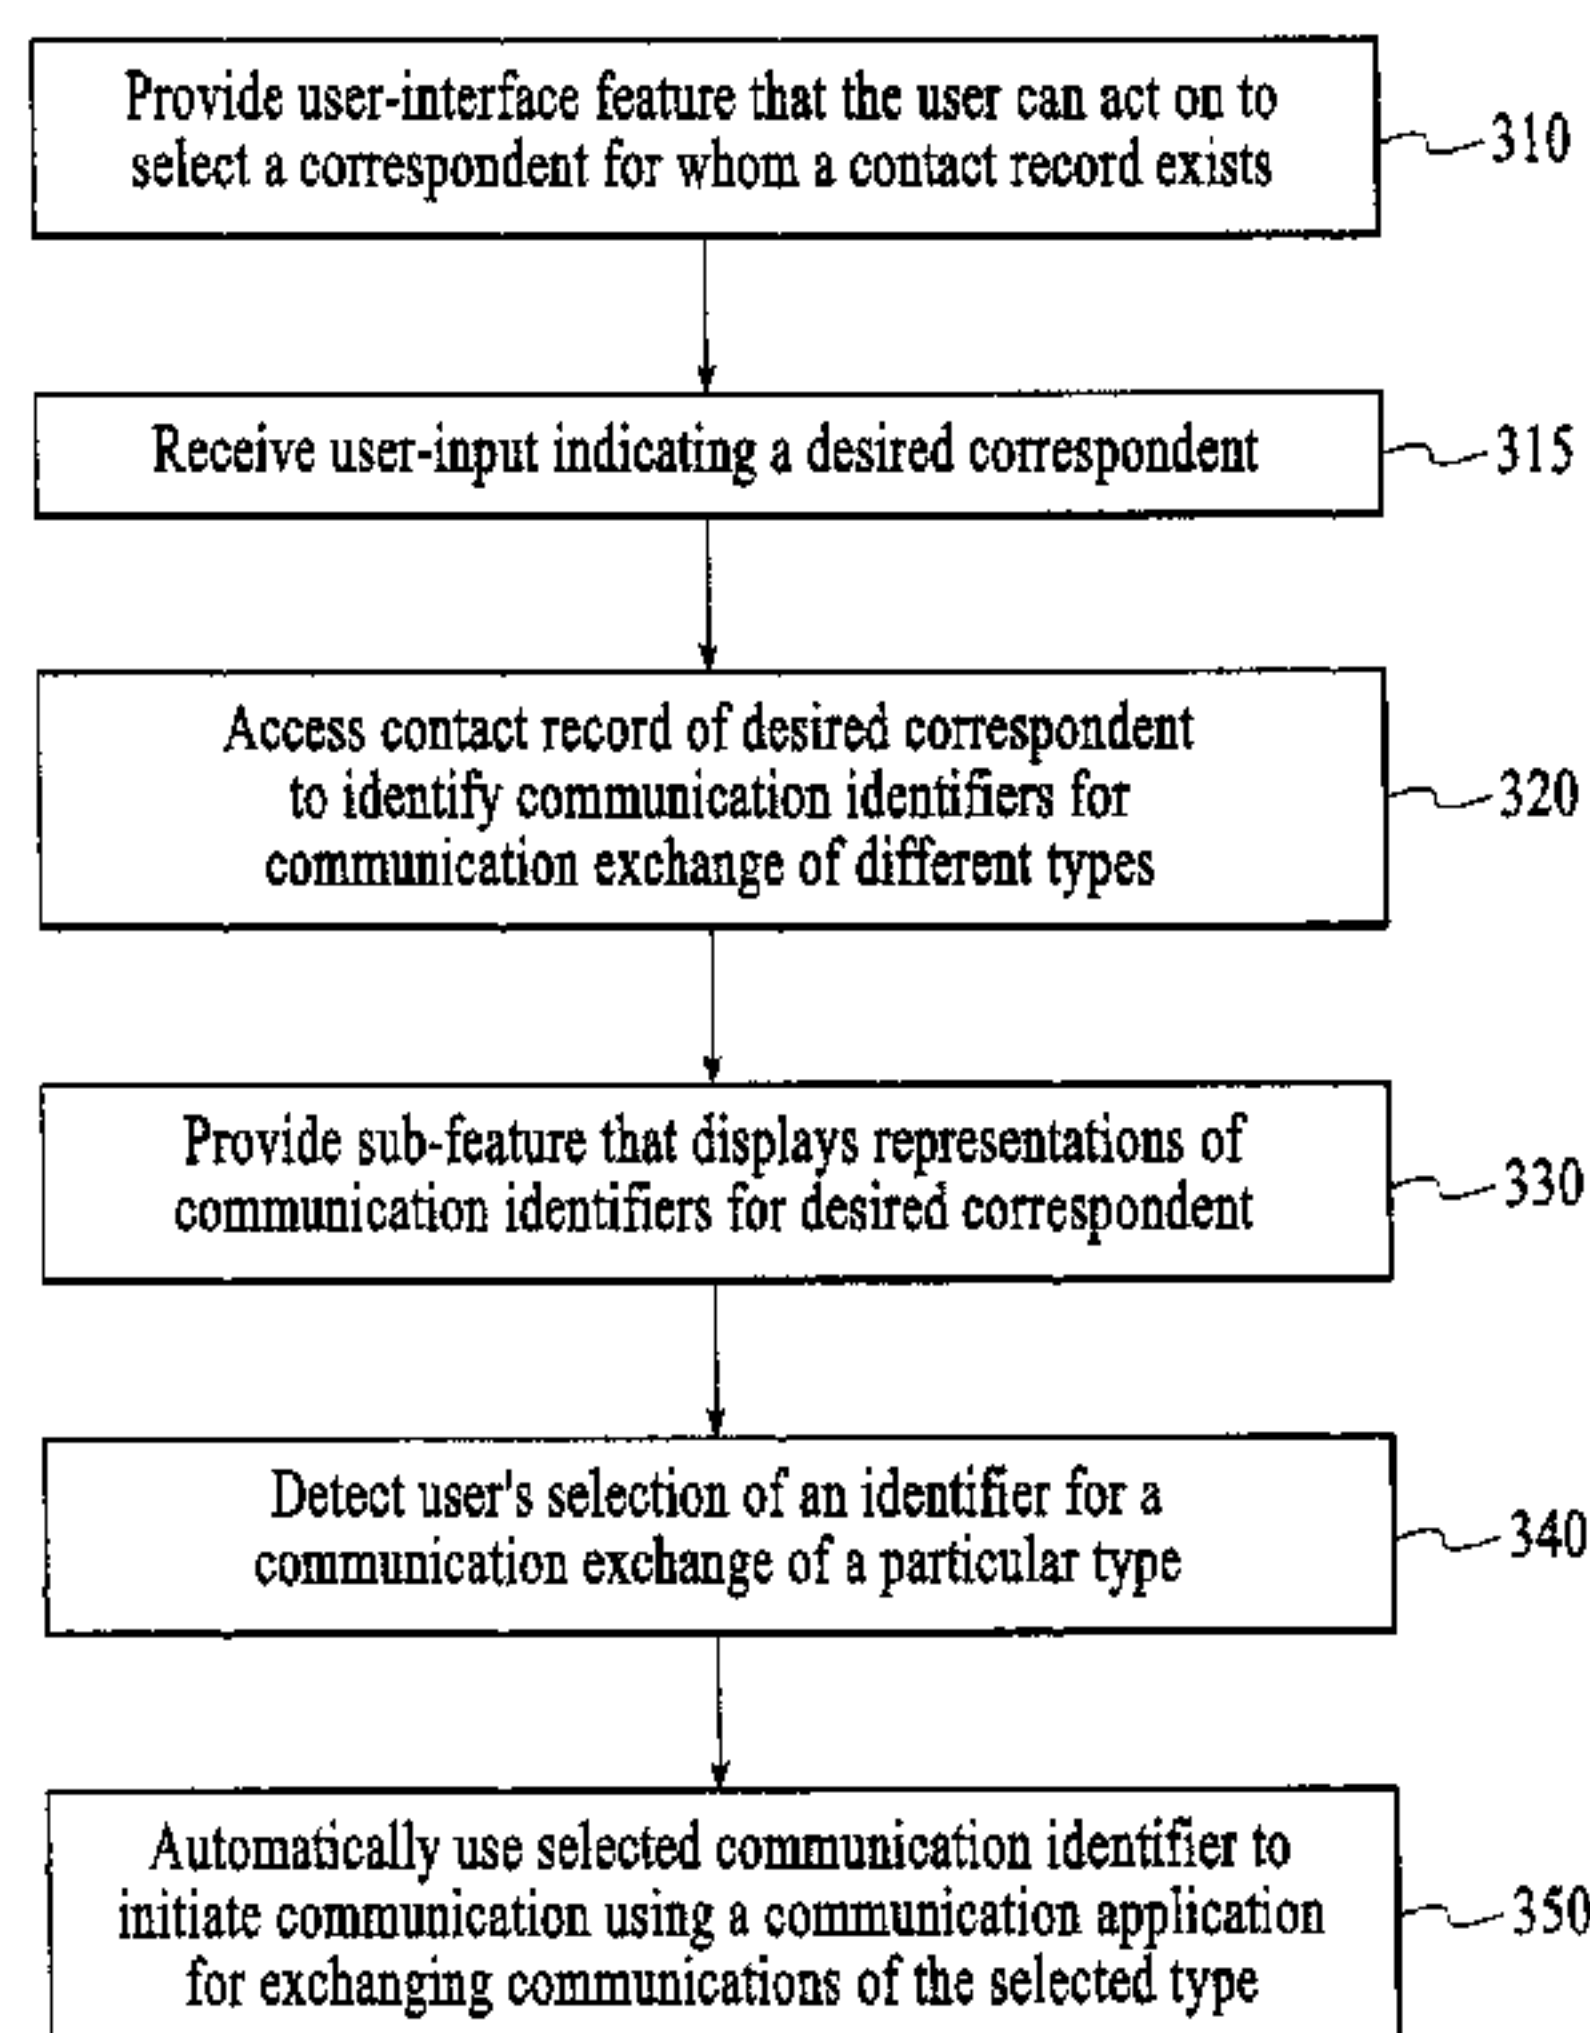 Provide user-interface feature that the user can act on to
select a correspondent for whom a contact record exists
310
Receive user-input indicating a desired correspondent
315
Access contact record of desired correspondent
to identify communication identifiers for
communication exchange of different types
320
Provide sub-feature that displays representations of
communication identifiers for desired correspondent
330
Detect user's selection of an identifier for a
communication exchange of a particular type
340
Automatically use selected communication identifier to
initiate communication using a communication application
for exchanging communications of the selected type
350